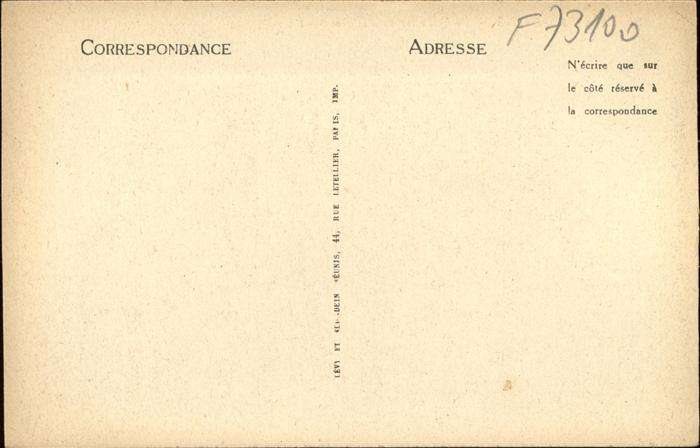 CORRESPONDANCE
ADRESSE
F 73100
N'écrire que sur
le côté réservé à
la correspondance
LÉVY ET NEURDEIN RÉUNIS, 44, RUE LETELLIER, PARIS, IMP.